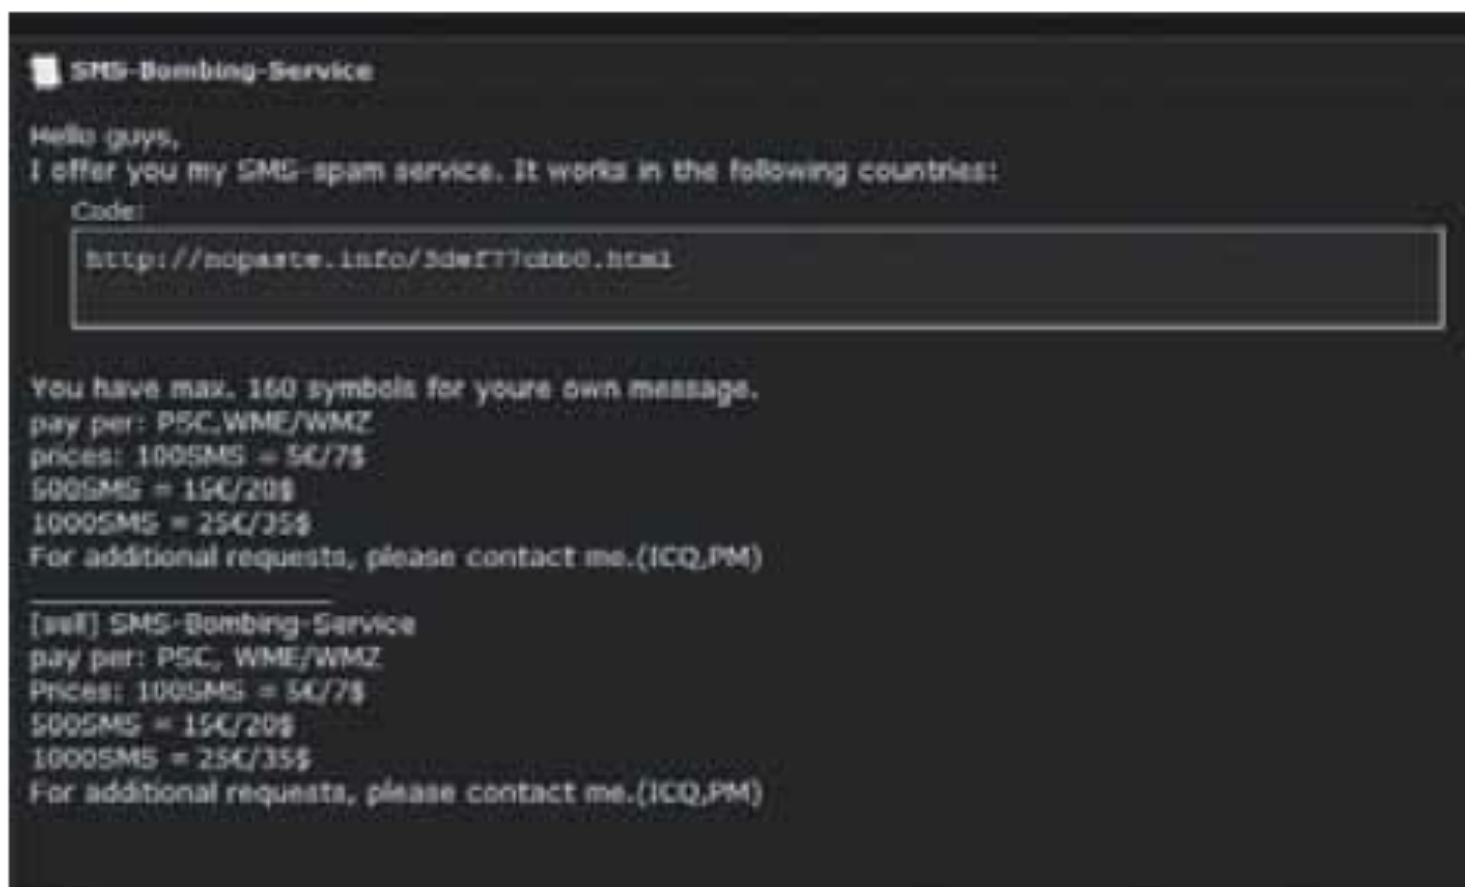 SMS-Bombing-Service
Hello guys,
I offer you my SMS-spam service. It works in the following countries:
Code:
You have max. 160 symbols for youre own message.
pay per: PSC,WME/WMZ
prices: 100SMS = 5€/7$
500SMS = 15€/20$
1000SMS = 25€/35$
For additional requests, please contact me.(ICQ,PM)
[sell] SMS-Bombing-Service
pay per: PSC, WME/WMZ
Prices: 100SMS = 5€/7$
500SMS = 15€/20$
1000SMS = 25€/35$
For additional requests, please contact me.(ICQ,PM)